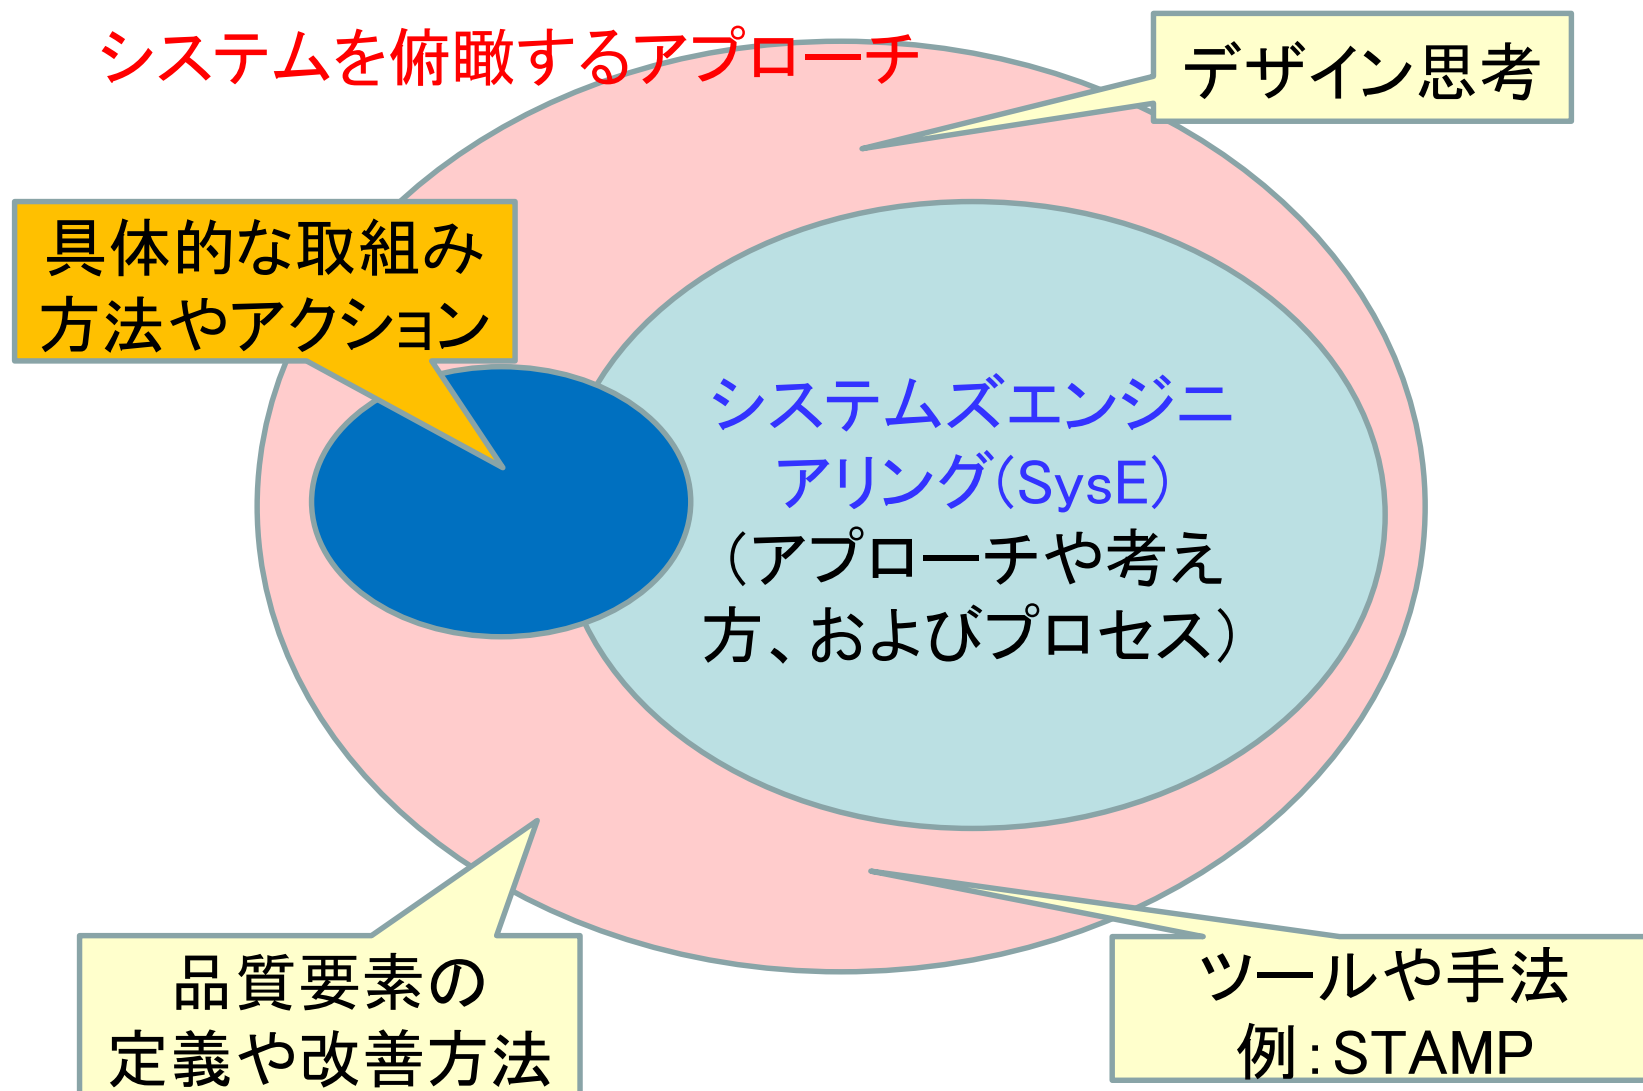 システムを俯瞰するアプローチ
デザイン思考
具体的な取組み
方法やアクション
システムズエンジニ
アリング(SysE)
(アプローチや考え
方、およびプロセス)
品質要素の
定義や改善方法
ツールや手法
例:STAMP